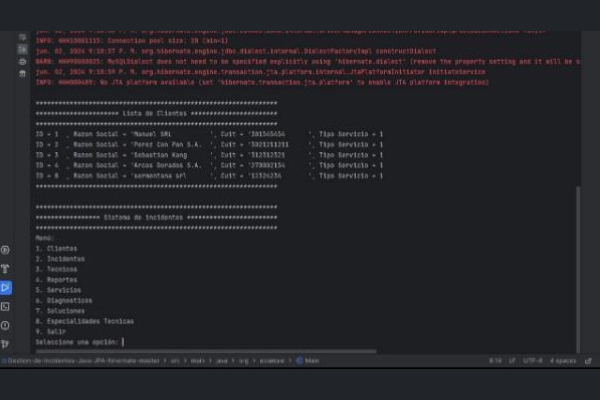 INFO: HHH10001115: Connection pool size: 20 (min=1)
jun. 02, 2024 9:18:37 P. M. org.hibernate.engine.jdbc.dialect.internal.DialectFactoryImpl constructDialect
WARN: HHH90000025: MySQLDialect does not need to be specified explicitly using 'hibernate.dialect' (remove the property setting and it will be s
jun. 02, 2024 9:18:39 P. M. org.hibernate.engine.transaction.jta.platform.internal.JtaPlatformInitiator initiateService
INFO: HHH000489: No JTA platform available (set 'hibernate.transaction.jta.platform' to enable JTA platform integration)
Lista de Clientes
ID = 1 , Razon Social = 'Manuel SRL ', Cuit = '301345434 ', Tipo Servicio = 1
ID = 2 , Razon Social = 'Perez Con Pan S.A. ', Cuit = '3021211211 ', Tipo Servicio = 1
ID = 3 , Razon Social = 'Sebastian Kang ', Cuit = '312312321 ', Tipo Servicio = 1
ID = 4 , Razon Social = 'Arcos Dorados S.A. ', Cuit = '270002134 ', Tipo Servicio = 1
ID = 8 , Razon Social = 'sarmentana srl ', Cuit = '12324234 ', Tipo Servicio = 1
Sistema de incidentes
Menú:
1. Clientes
2. Incidentes
3. Tecnicos
4. Reportes
5. Servicios
6. Diagnosticos
7. Soluciones
8. Especialidades Tecnicas
9. Salir
Seleccione una opción:
Gestion-de-Incidentes-Java-JPA-Hibernate-master > src > main > java > org > example > Main
8:14 LF UTF-8 4 spaces